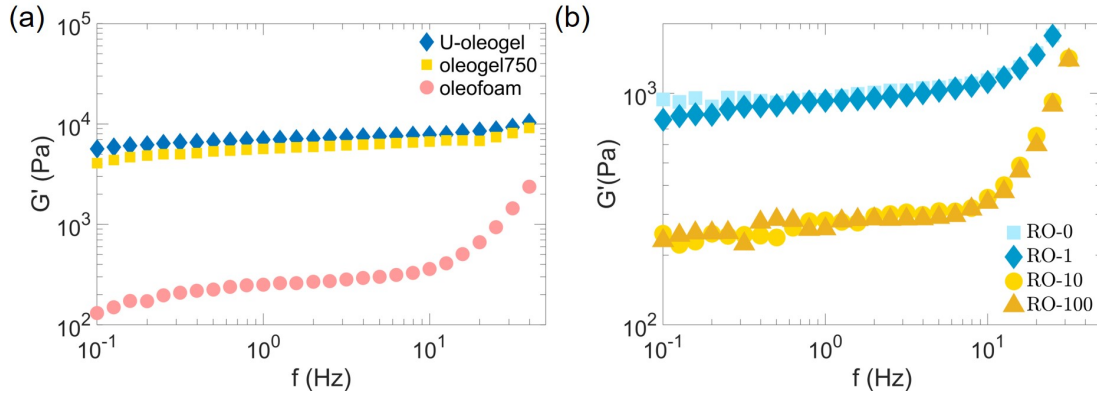 (a)
10^5
10^4
10^3
10^2
G' (Pa)
U-oleogel
oleogel750
oleofoam
10^-1
10^0
10^1
f (Hz)
(b)
10^3
10^2
G'(Pa)
RO-0
RO-1
RO-10
RO-100
10^-1
10^0
10^1
f (Hz)